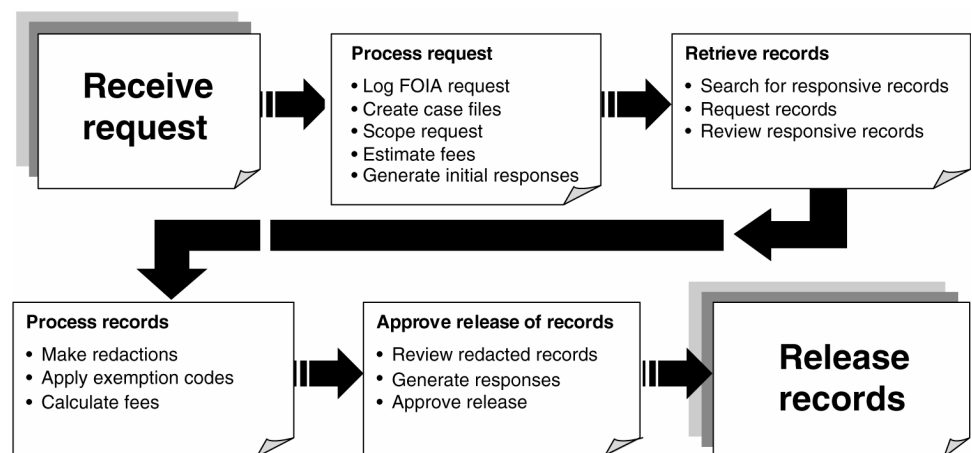 Receive
request
Process request
• Log FOIA request
• Create case files
• Scope request
• Estimate fees
• Generate initial responses
Retrieve records
• Search for responsive records
• Request records
• Review responsive records
Process records
• Make redactions
• Apply exemption codes
• Calculate fees
Approve release of records
• Review redacted records
• Generate responses
• Approve release
Release
records